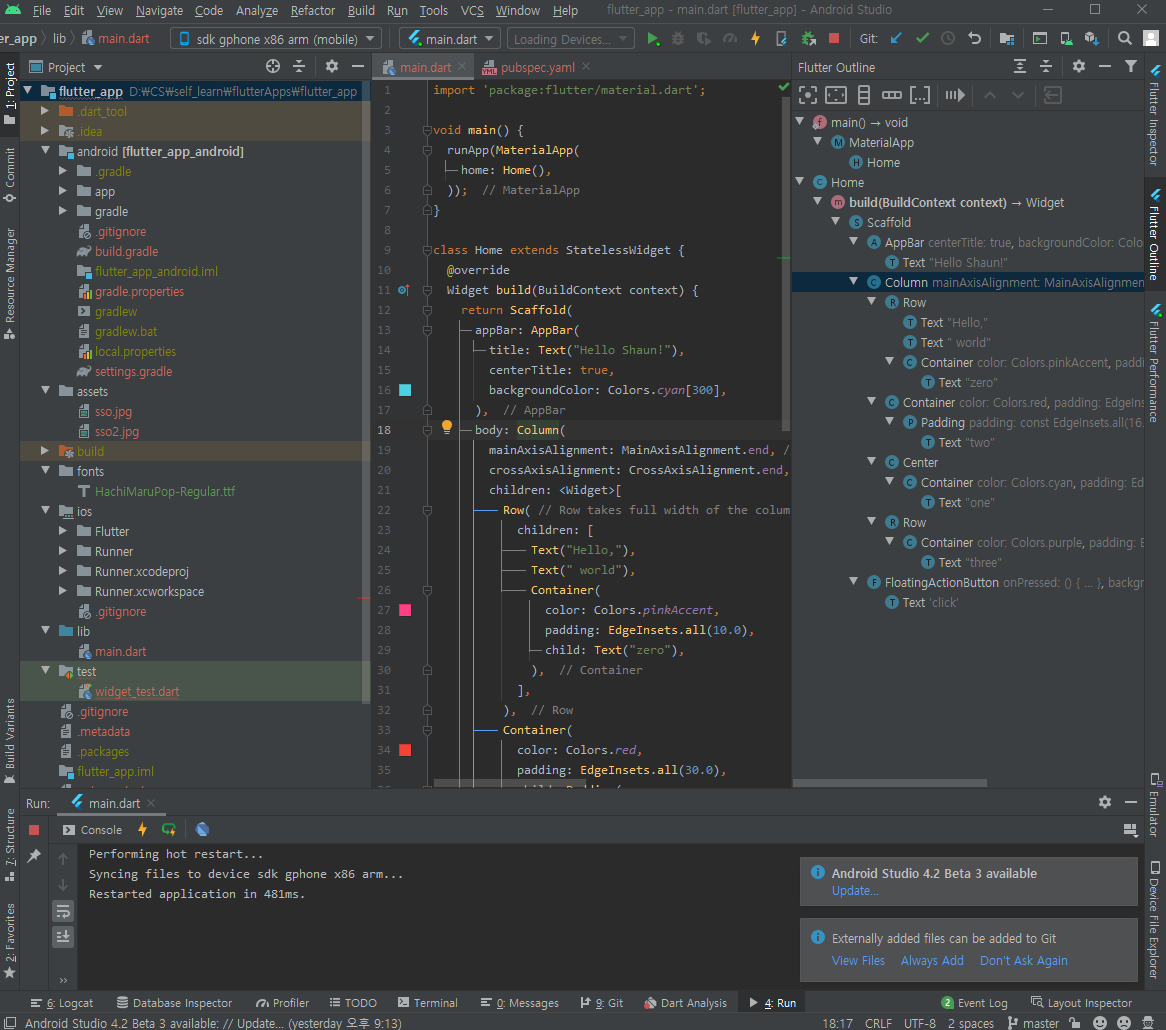 File Edit View Navigate Code Analyze Refactor Build Run Tools VCS Window Help flutter_app - main.dart [flutter_app] - Android Studio
er_app lib main.dart sdk gphone x86 arm (mobile) main.dart Loading Devices... Git:
Project
1: Project
Commit
Resource Manager
Build Variants
7: Structure
2: Favorites
flutter_app D:₩CS₩self_learn₩flutterApps₩flutter_app
.dart_tool
.idea
android [flutter_app_android]
.gradle
app
gradle
.gitignore
build.gradle
flutter_app_android.iml
gradle.properties
gradlew
gradlew.bat
local.properties
settings.gradle
assets
sso.jpg
sso2.jpg
build
fonts
HachiMaruPop-Regular.ttf
ios
Flutter
Runner
Runner.xcodeproj
Runner.xcworkspace
.gitignore
lib
main.dart
test
widget_test.dart
.gitignore
.metadata
.packages
flutter_app.iml
main.dart pubspec.yaml
1 import 'package:flutter/material.dart';
2
3 void main() {
4 runApp(MaterialApp(
5 home: Home(),
6 )); // MaterialApp
7 }
8
9 class Home extends StatelessWidget {
10 @override
11 Widget build(BuildContext context) {
12 return Scaffold(
13 appBar: AppBar(
14 title: Text("Hello Shaun!"),
15 centerTitle: true,
16 backgroundColor: Colors.cyan[300],
17 ), // AppBar
18 body: Column(
19 mainAxisAlignment: MainAxisAlignment.end, /
20 crossAxisAlignment: CrossAxisAlignment.end,
21 children: <Widget>[
22 Row( // Row takes full width of the colum
23 children: [
24 Text("Hello,"),
25 Text(" world"),
26 Container(
27 color: Colors.pinkAccent,
28 padding: EdgeInsets.all(10.0),
29 child: Text("zero"),
30 ), // Container
31 ],
32 ), // Row
33 Container(
34 color: Colors.red,
35 padding: EdgeInsets.all(30.0),
Flutter Outline
main() → void
MaterialApp
Home
Home
build(BuildContext context) → Widget
Scaffold
AppBar centerTitle: true, backgroundColor: Colo
Text "Hello Shaun!"
Column mainAxisAlignment: MainAxisAlignmen
Row
Text "Hello,"
Text " world"
Container color: Colors.pinkAccent, paddi
Text "zero"
Container color: Colors.red, padding: EdgeIns
Padding padding: const EdgeInsets.all(16.
Text "two"
Center
Container color: Colors.cyan, padding: Ed
Text "one"
Row
Container color: Colors.purple, padding: E
Text "three"
FloatingActionButton onPressed: () { ... }, backgr
Text 'click'
Flutter Inspector
Flutter Outline
Flutter Performance
Emulator
Device File Explorer
Run: main.dart
Console
Performing hot restart...
Syncing files to device sdk gphone x86 arm...
Restarted application in 481ms.
Android Studio 4.2 Beta 3 available
Update...
Externally added files can be added to Git
View Files Always Add Don't Ask Again
6: Logcat Database Inspector Profiler TODO Terminal 0: Messages 9: Git Dart Analysis 4: Run 2 Event Log Layout Inspector
Android Studio 4.2 Beta 3 available: // Update... (yesterday 오후 9:13) 18:17 CRLF UTF-8 2 spaces master